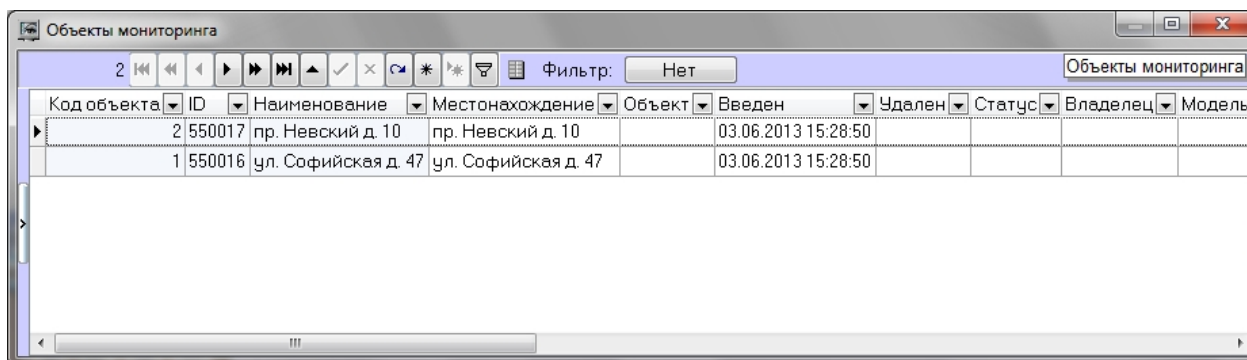 Объекты мониторинга
2 Фильтр: Нет Объекты мониторинга
Код объекта ID Наименование Местонахождение Объект Введен Удален Статус Владелец Модель
2 550017 пр. Невский д. 10 пр. Невский д. 10 03.06.2013 15:28:50
1 550016 ул. Софийская д. 47 ул. Софийская д. 47 03.06.2013 15:28:50